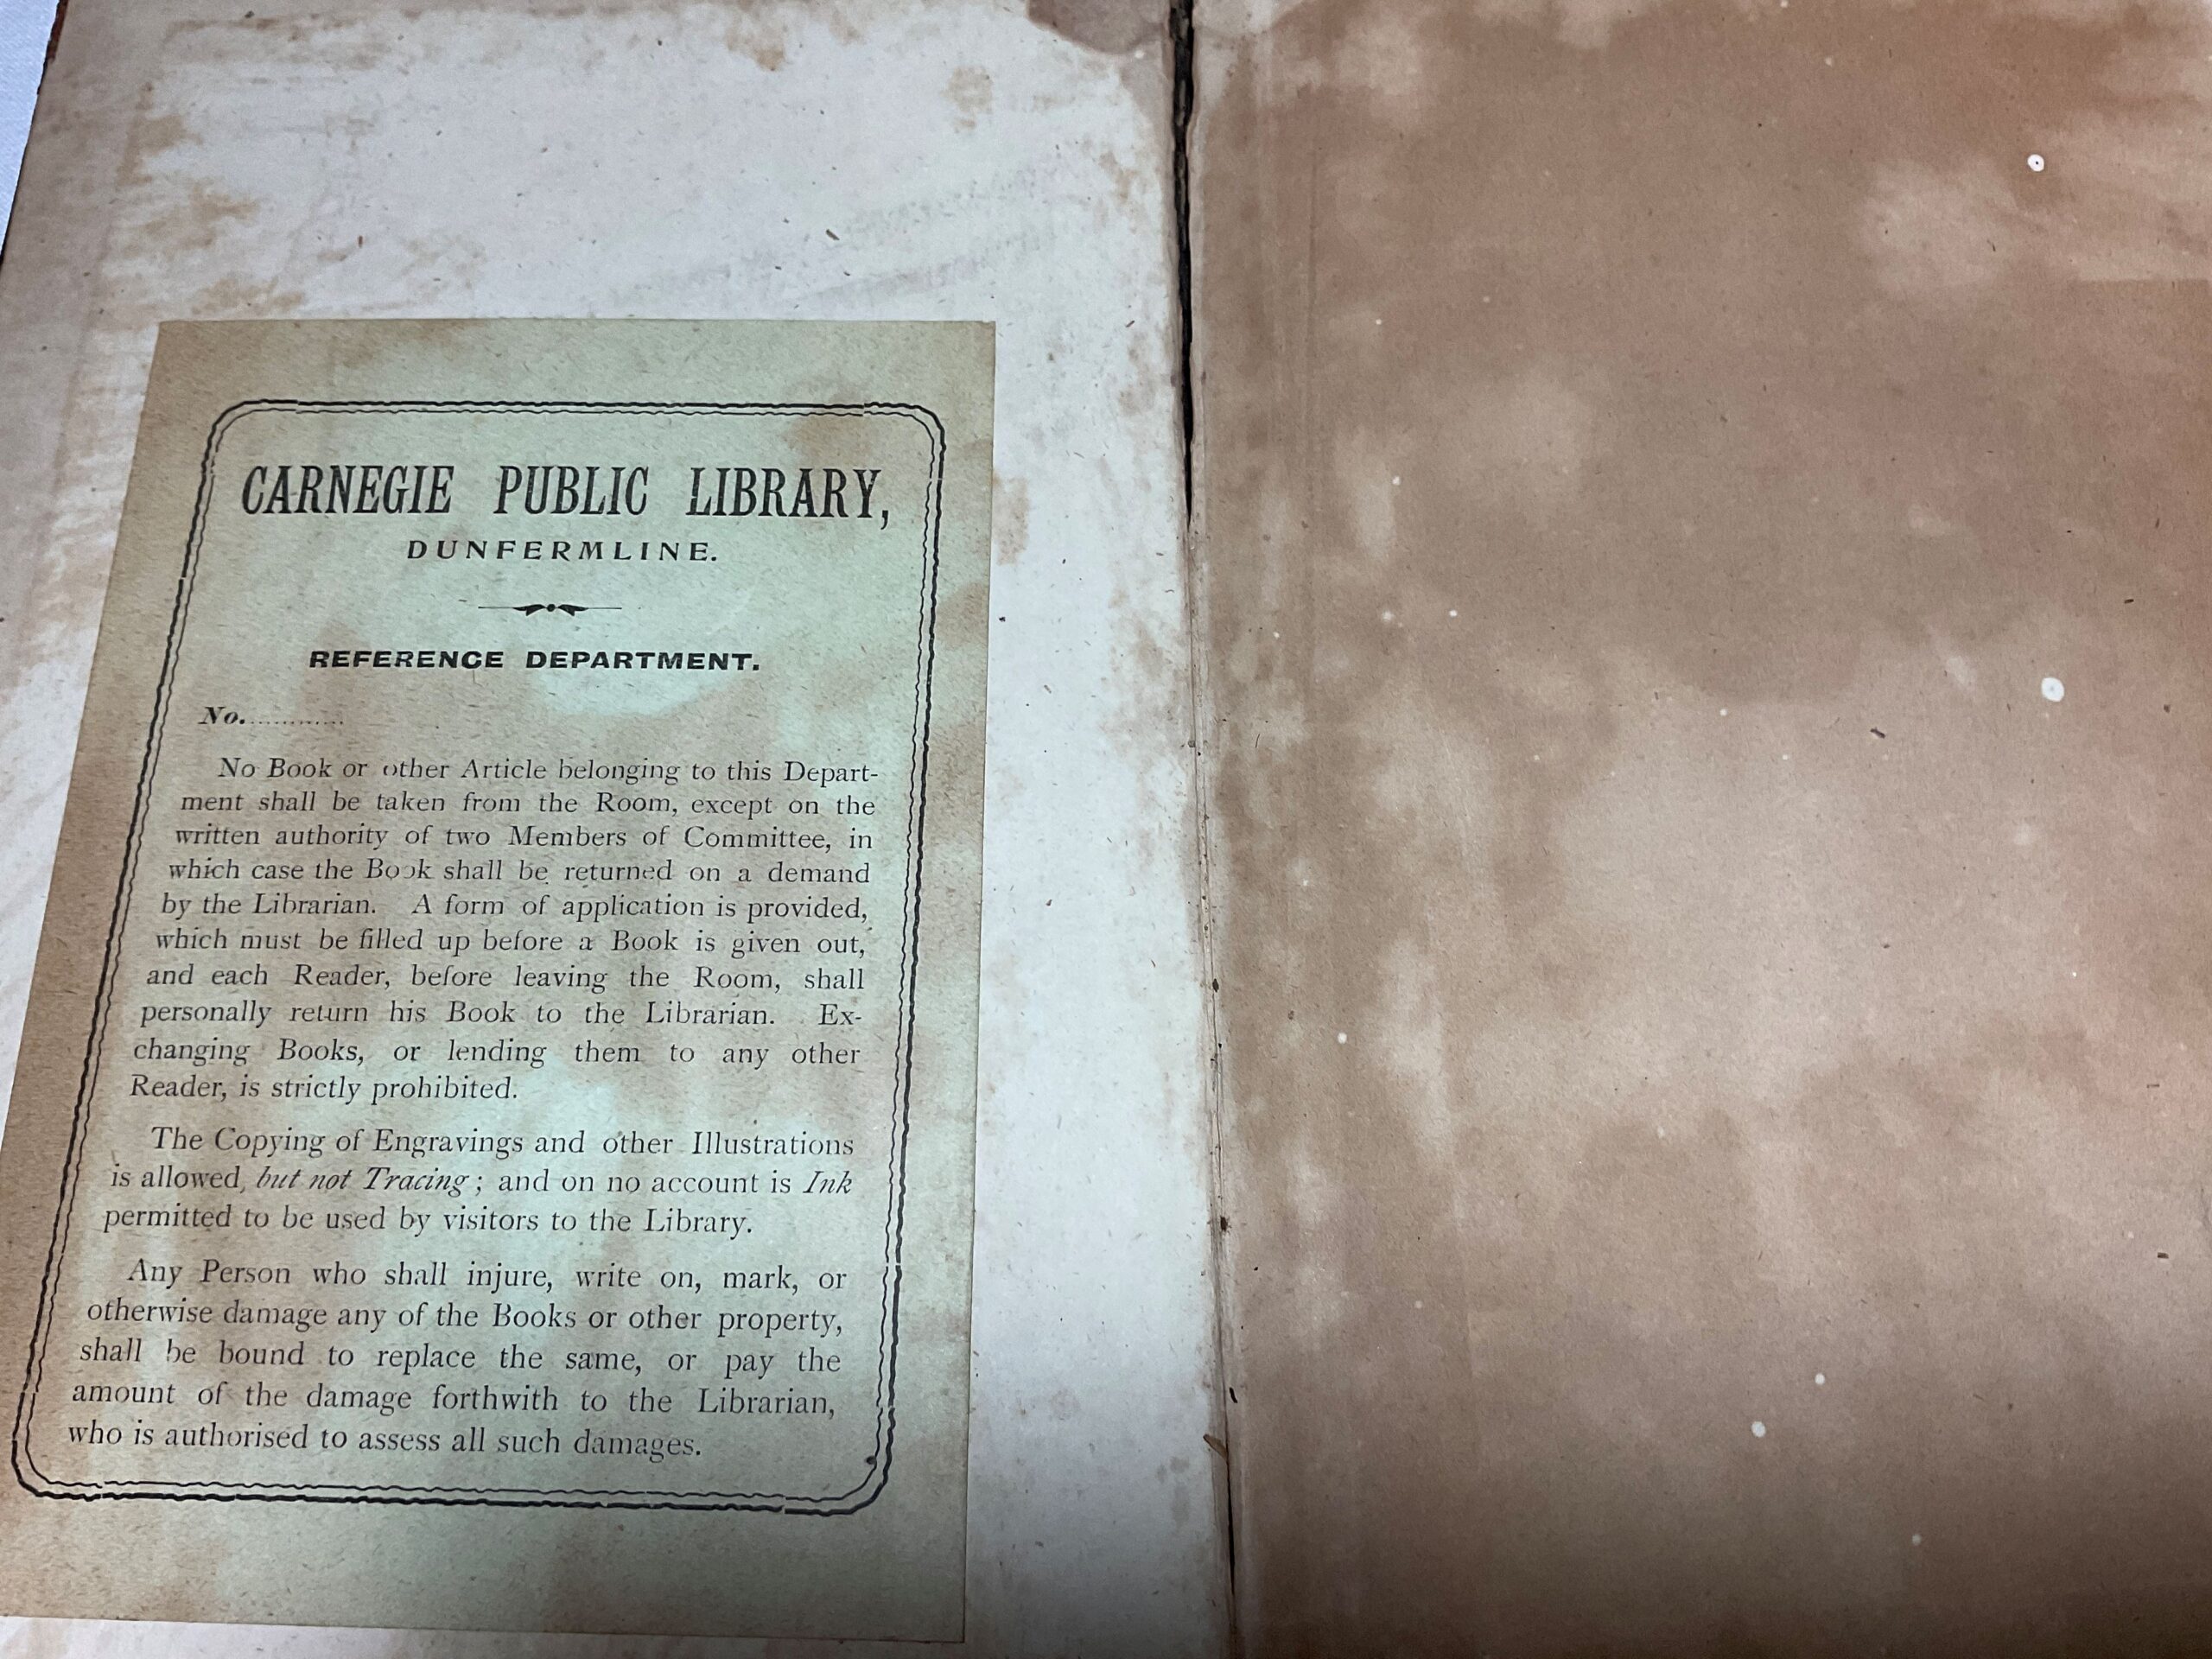 CARNEGIE PUBLIC LIBRARY,
DUNFERMLINE.
REFERENCE DEPARTMENT.
No.............
No Book or other Article belonging to this Depart-
ment shall be taken from the Room, except on the
written authority of two Members of Committee, in
which case the Book shall be returned on a demand
by the Librarian. A form of application is provided,
which must be filled up before a Book is given out,
and each Reader, before leaving the Room, shall
personally return his Book to the Librarian. Ex-
changing Books, or lending them to any other
Reader, is strictly prohibited.
The Copying of Engravings and other Illustrations
is allowed, but not Tracing; and on no account is Ink
permitted to be used by visitors to the Library.
Any Person who shall injure, write on, mark, or
otherwise damage any of the Books or other property,
shall be bound to replace the same, or pay the
amount of the damage forthwith to the Librarian,
who is authorised to assess all such damages.